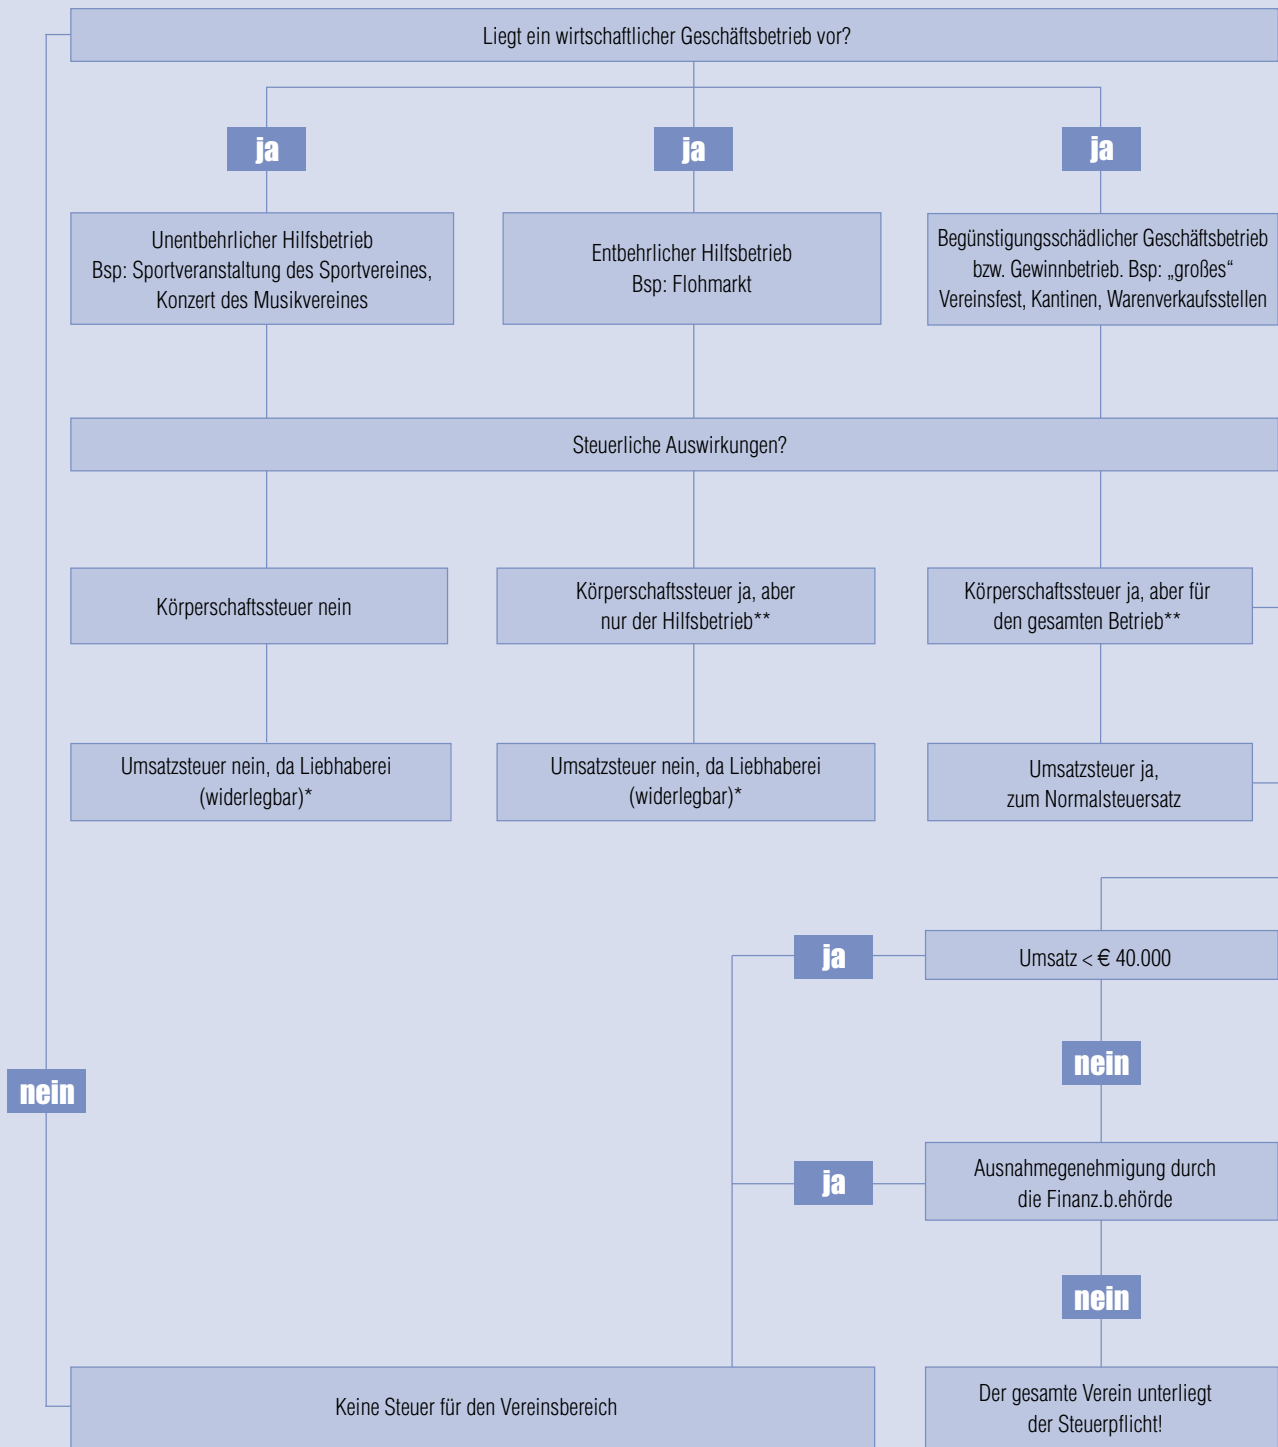 Liegt ein wirtschaftlicher Geschäftsbetrieb vor?
ja
ja
ja
Unentbehrlicher Hilfsbetrieb
Bsp: Sportveranstaltung des Sportvereines,
Konzert des Musikvereines
Entbehrlicher Hilfsbetrieb
Bsp: Flohmarkt
Begünstigungsschädlicher Geschäftsbetrieb
bzw. Gewinnbetrieb. Bsp: „großes“
Vereinsfest, Kantinen, Warenverkaufsstellen
Steuerliche Auswirkungen?
Körperschaftssteuer nein
Körperschaftssteuer ja, aber
nur der Hilfsbetrieb**
Körperschaftssteuer ja, aber für
den gesamten Betrieb**
Umsatzsteuer nein, da Liebhaberei
(widerlegbar)*
Umsatzsteuer nein, da Liebhaberei
(widerlegbar)*
Umsatzsteuer ja,
zum Normalsteuersatz
ja
Umsatz < € 40.000
nein
nein
ja
Ausnahmegenehmigung durch
die Finanz.b.ehörde
nein
Keine Steuer für den Vereinsbereich
Der gesamte Verein unterliegt
der Steuerpflicht!